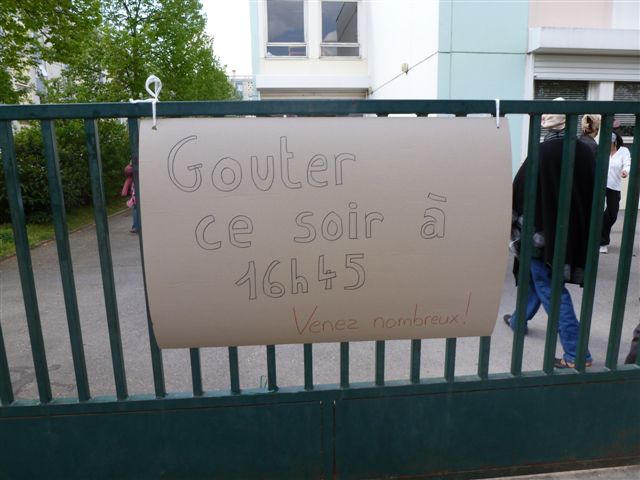 Gouter
ce soir à
16h45
Venez nombreux!